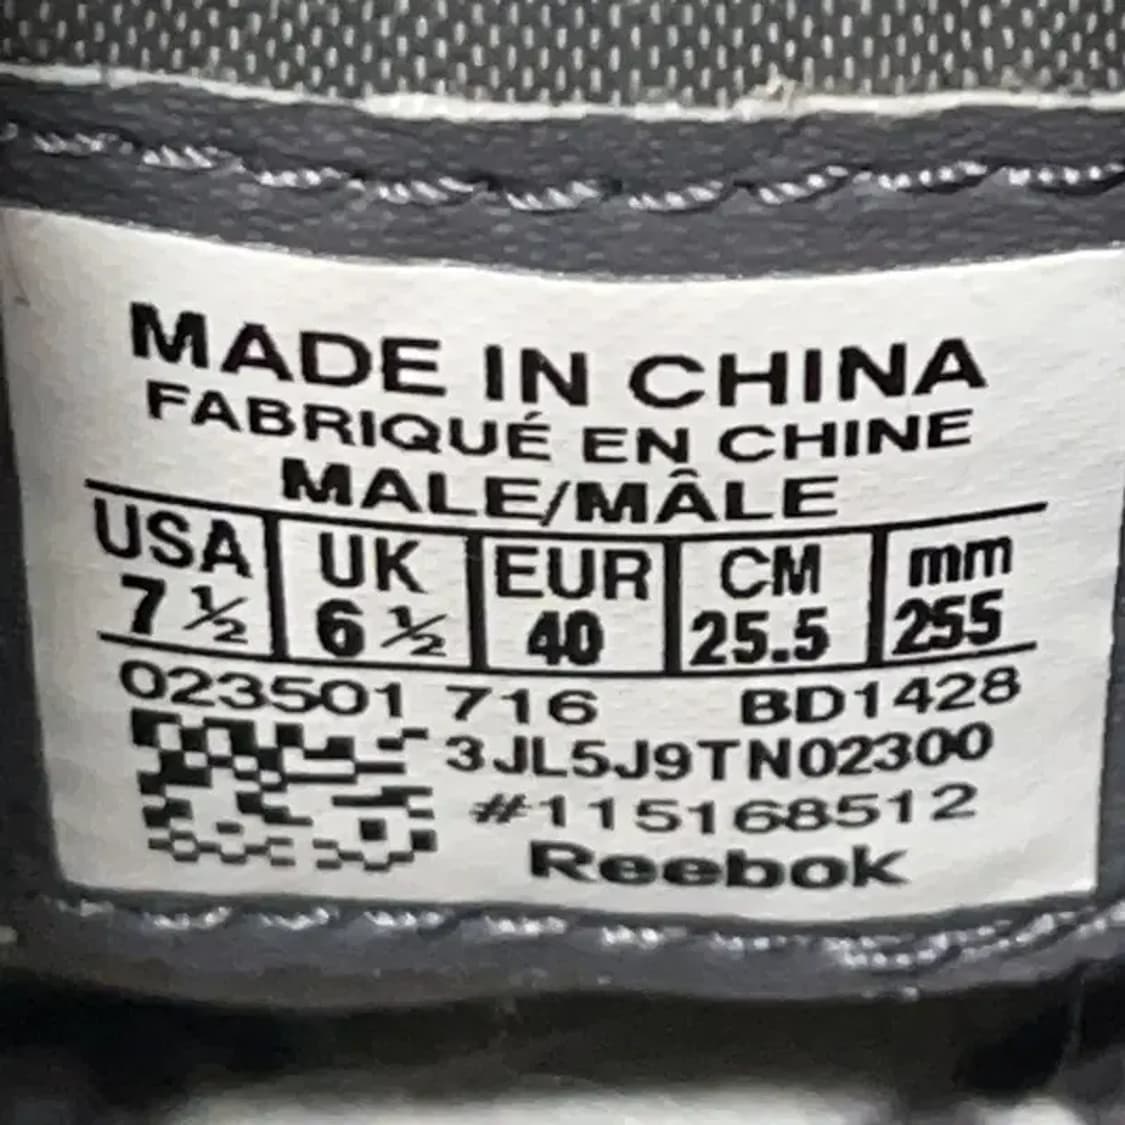 MADE IN CHINA
FABRIQUÉ EN CHINE
MALE/MÂLE
USA UK EUR CM mm
7 ½ 6 ½ 40 25.5 255
023501 716 BD1428
3JL5J9TN02300
#115168512
Reebok